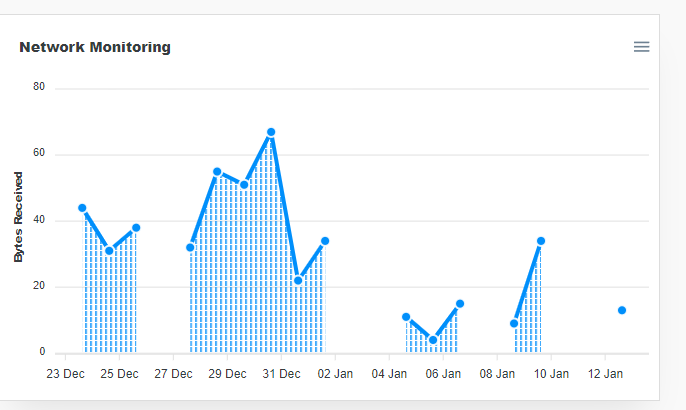 Network Monitoring
80
60
40
20
0
Bytes Received
23 Dec 25 Dec 27 Dec 29 Dec 31 Dec 02 Jan 04 Jan 06 Jan 08 Jan 10 Jan 12 Jan